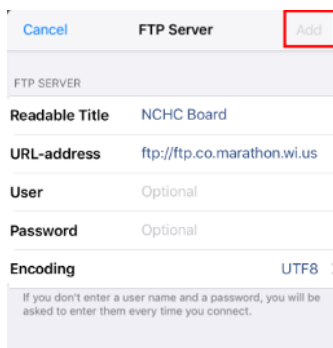 Cancel FTP Server Add
FTP SERVER
Readable Title NCHC Board
URL-address ftp://ftp.co.marathon.wi.us
User Optional
Password Optional
Encoding UTF8
If you don't enter a user name and a password, you will be
asked to enter them every time you connect.